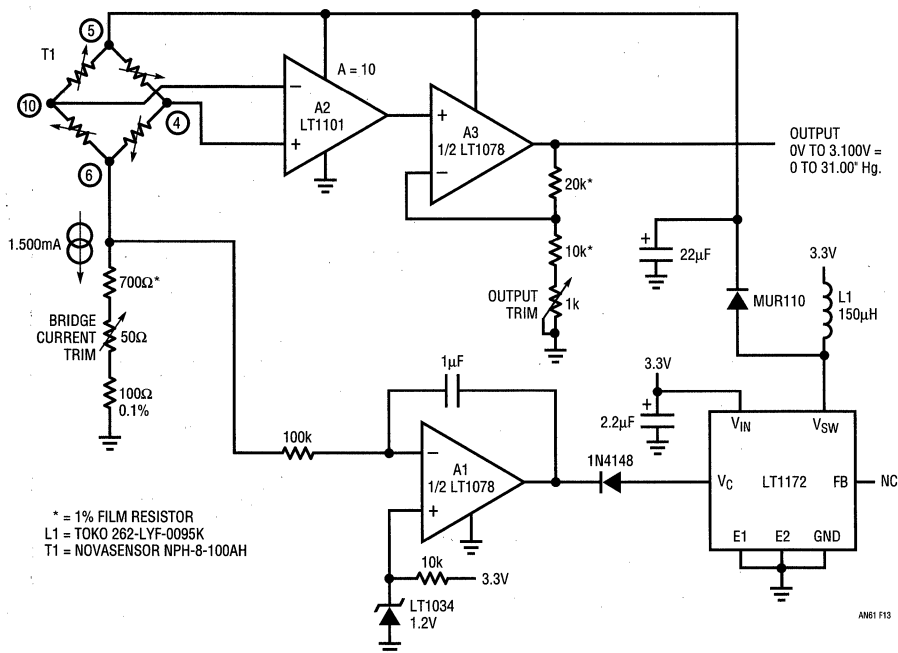 5
T1
A = 10
10
A2
LT1101
4
A3
1/2 LT1078
OUTPUT
0V TO 3.100V =
0 TO 31.00" Hg.
6
20k*
1.500mA
700Ω*
10k*
22µF
3.3V
OUTPUT
TRIM
1k
MUR110
L1
150µH
BRIDGE
CURRENT
TRIM
50Ω
100Ω
0.1%
1µF
3.3V
2.2µF
100k
A1
1/2 LT1078
1N4148
VIN
VSW
VC
LT1172
FB
NC
* = 1% FILM RESISTOR
L1 = TOKO 262-LYF-0095K
T1 = NOVASENSOR NPH-8-100AH
E1
E2
GND
10k
3.3V
LT1034
1.2V
AN61 F13